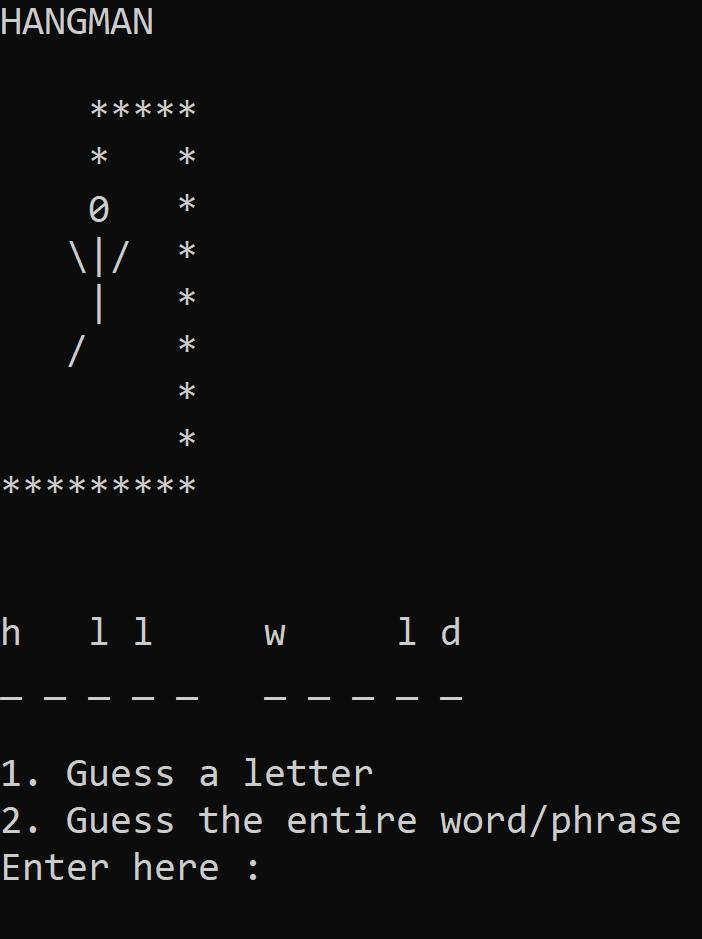 HANGMAN
    *****
    *   *
    0   *
   \|/  *
    |   *
   /    *
        *
        *
*********
h   l l     w     l d
_ _ _ _ _   _ _ _ _ _
1. Guess a letter
2. Guess the entire word/phrase
Enter here :